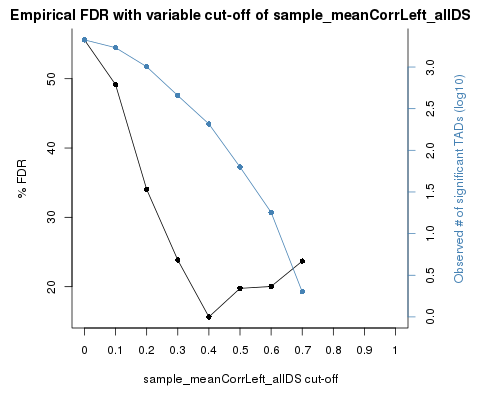 Empirical FDR with variable cut-off of sample_meanCorrLeft_allDS
% FDR
50
40
30
20
3.0
2.5
2.0
1.5
1.0
0.5
0.0
Observed # of significant TADs (log10)
0 0.1 0.2 0.3 0.4 0.5 0.6 0.7 0.8 0.9 1
sample_meanCorrLeft_allDS cut-off